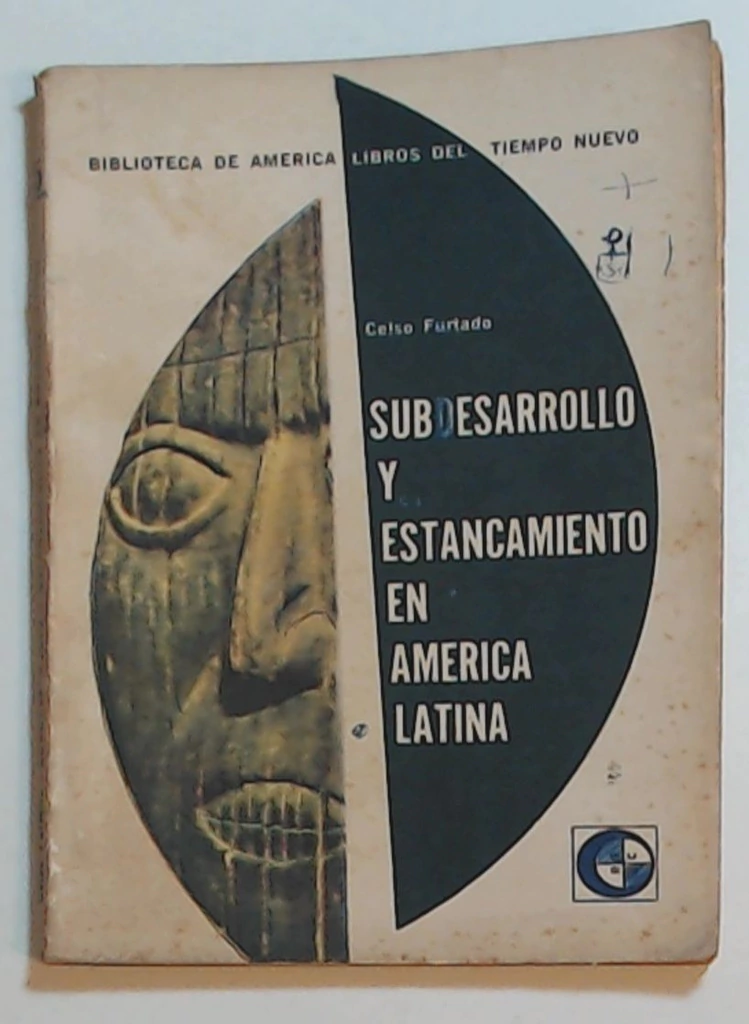 BIBLIOTECA DE AMERICA LIBROS DEL TIEMPO NUEVO
Celso Furtado
SUBDESARROLLO
Y
ESTANCAMIENTO
EN
AMERICA
LATINA